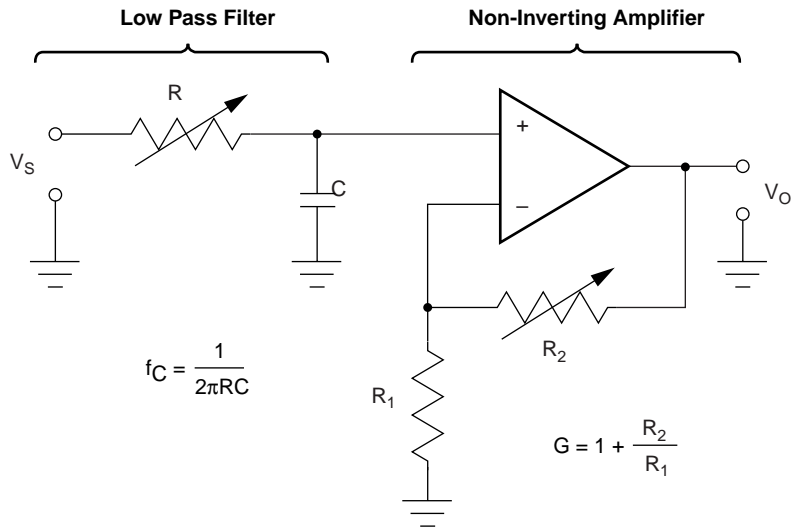 Low Pass Filter
Non-Inverting Amplifier
R
+
V_S
C
–
V_O
R_2
f_C = 1 / 2πRC
R_1
G = 1 + R_2 / R_1